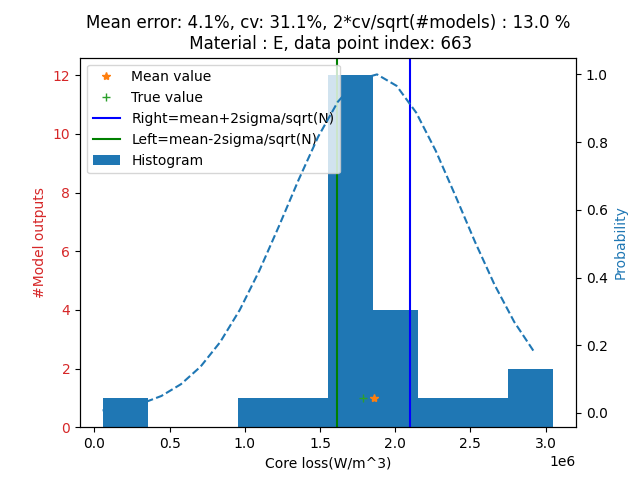 Mean error: 4.1%, cv: 31.1%, 2*cv/sqrt(#models) : 13.0 %
Material : E, data point index: 663
Mean value
True value
Right=mean+2sigma/sqrt(N)
Left=mean-2sigma/sqrt(N)
Histogram
#Model outputs
12
10
8
6
4
2
0
Probability
1.0
0.8
0.6
0.4
0.2
0.0
0.0 0.5 1.0 1.5 2.0 2.5 3.0
1e6
Core loss(W/m^3)